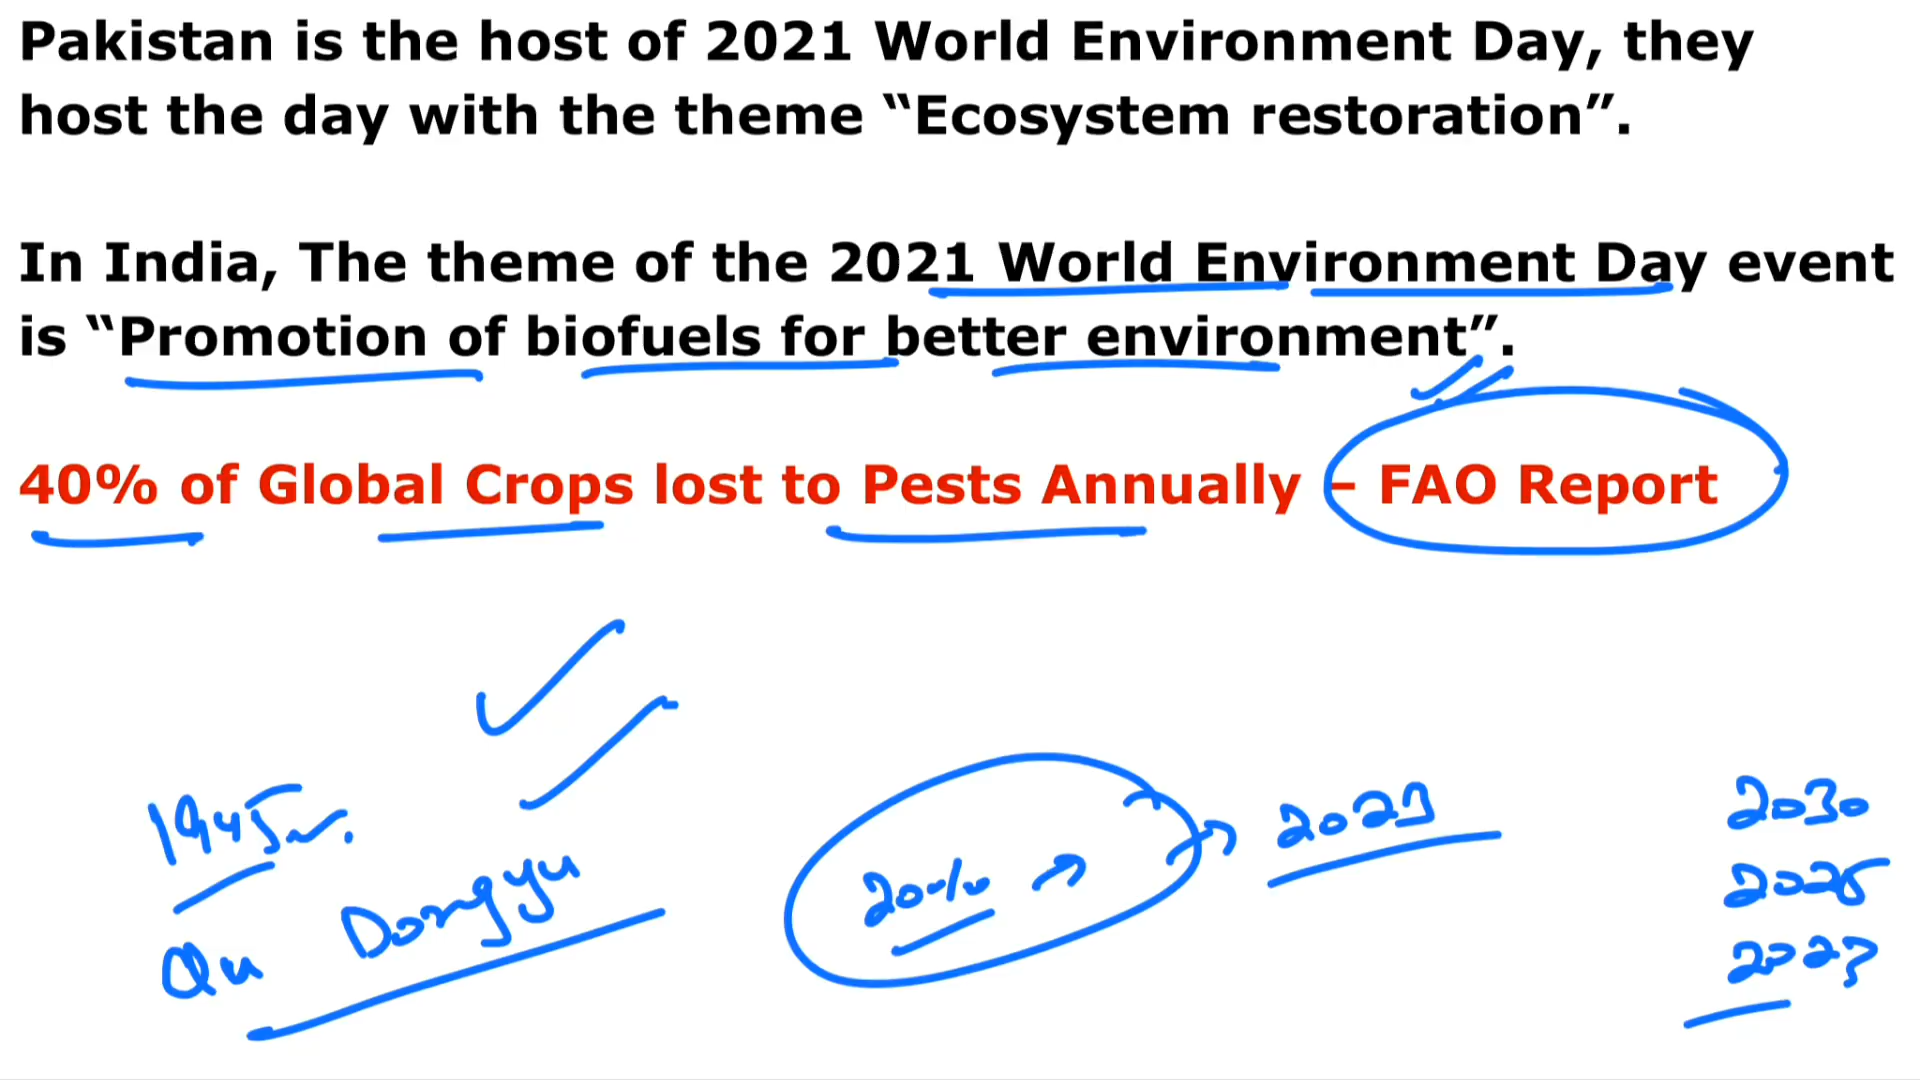 Pakistan is the host of 2021 World Environment Day, they
host the day with the theme “Ecosystem restoration”.
In India, The theme of the 2021 World Environment Day event
is “Promotion of biofuels for better environment”.
40% of Global Crops lost to Pests Annually – FAO Report
1945
Qu Dongyu
20%
2023
2030
2025
2023